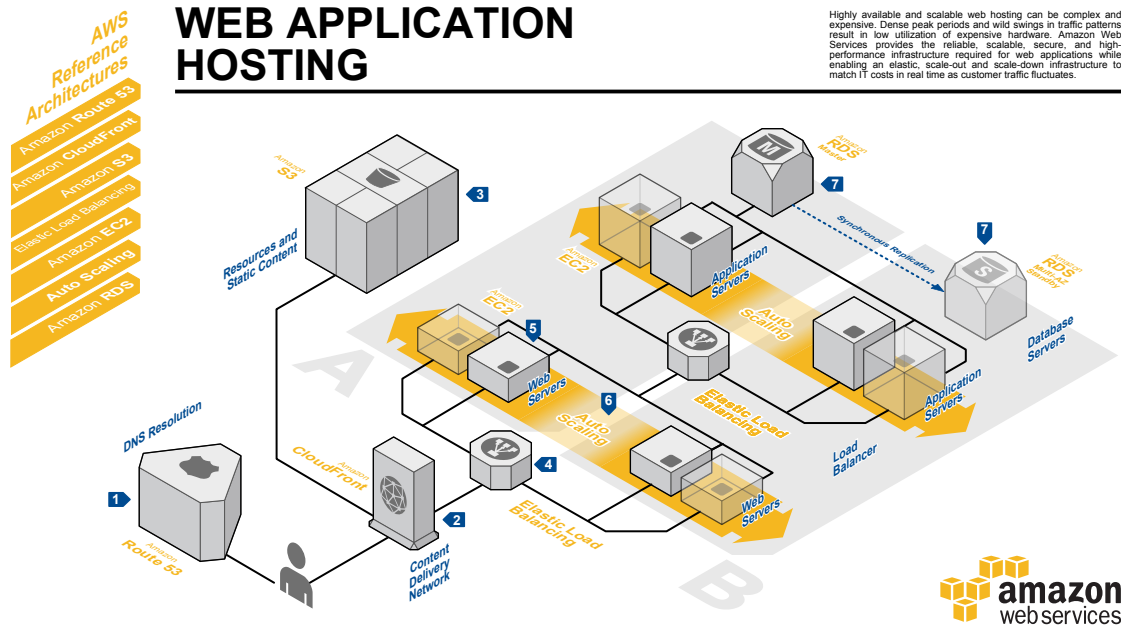 AWS
Reference
Architectures
Amazon Route 53
Amazon CloudFront
Amazon S3
Elastic Load Balancing
Amazon EC2
Auto Scaling
Amazon RDS
WEB APPLICATION
HOSTING
Highly available and scalable web hosting can be complex and
expensive. Dense peak periods and wild swings in traffic patterns
result in low utilization of expensive hardware. Amazon Web
Services provides the reliable, scalable, secure, and high-
performance infrastructure required for web applications while
enabling an elastic, scale-out and scale-down infrastructure to
match IT costs in real time as customer traffic fluctuates.
Amazon
S3
3
Resources and
Static Content
M
Amazon
RDS
Master
7
Synchronous Replication
7
S
Amazon
RDS
Multi-AZ
Standby
Database
Servers
Amazon
EC2
Application
Servers
Auto
Scaling
Application
Servers
Elastic Load
Balancing
Load
Balancer
A
Amazon
EC2
5
Web
Servers
6
Auto
Scaling
Web
Servers
4
Elastic Load
Balancing
B
DNS Resolution
1
Amazon
Route 53
Amazon
CloudFront
2
Content
Delivery
Network
amazon
web services